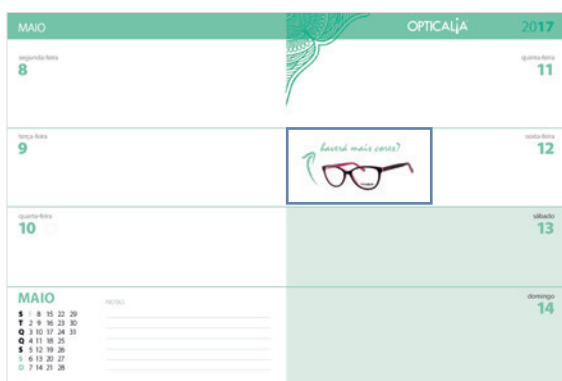 MAIO
OPTICALiA
2017
segunda-feira
8
terça-feira
9
quarta-feira
10
MAIO
S 1 8 15 22 29
T 2 9 16 23 30
Q 3 10 17 24 31
Q 4 11 18 25
S 5 12 19 26
S 6 13 20 27
D 7 14 21 28
NOTAS
quinta-feira
11
haverá mais cores?
sexta-feira
12
sábado
13
domingo
14